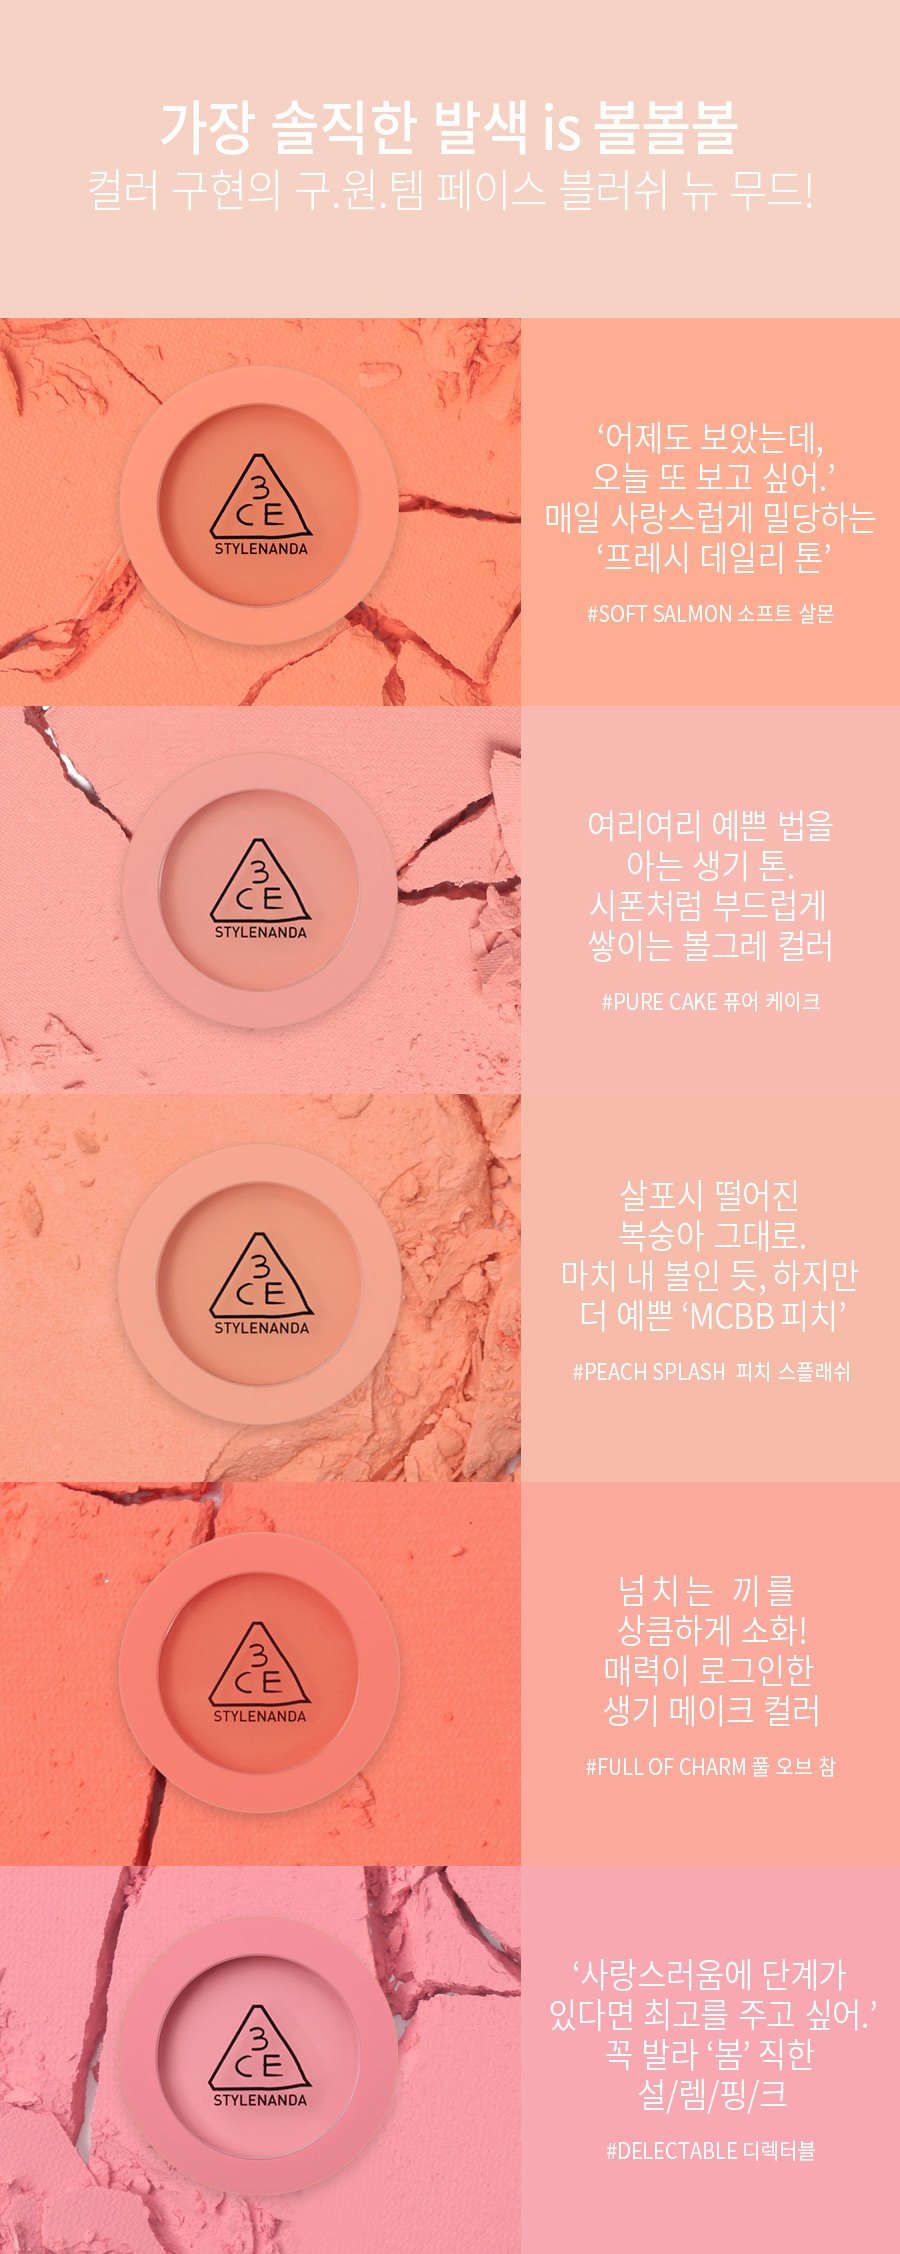 가장 솔직한 발색 is 볼볼볼
컬러 구현의 구.원.템 페이스 블러쉬 뉴 무드!
3
CE
STYLENANDA
‘어제도 보았는데,
오늘 또 보고 싶어.’
매일 사랑스럽게 밀당하는
‘프레시 데일리 톤’
#SOFT SALMON 소프트 살몬
3
CE
STYLENANDA
여리여리 예쁜 법을
아는 생기 톤.
시폰처럼 부드럽게
쌓이는 볼그레 컬러
#PURE CAKE 퓨어 케이크
3
CE
STYLENANDA
살포시 떨어진
복숭아 그대로.
마치 내 볼인 듯, 하지만
더 예쁜 ‘MCBB 피치’
#PEACH SPLASH 피치 스플래쉬
3
CE
STYLENANDA
넘치는 끼를
상큼하게 소화!
매력이 로그인한
생기 메이크 컬러
#FULL OF CHARM 풀 오브 참
3
CE
STYLENANDA
‘사랑스러움에 단계가
있다면 최고를 주고 싶어.’
꼭 발라 ‘봄’ 직한
설/렘/핑/크
#DELECTABLE 디렉터블